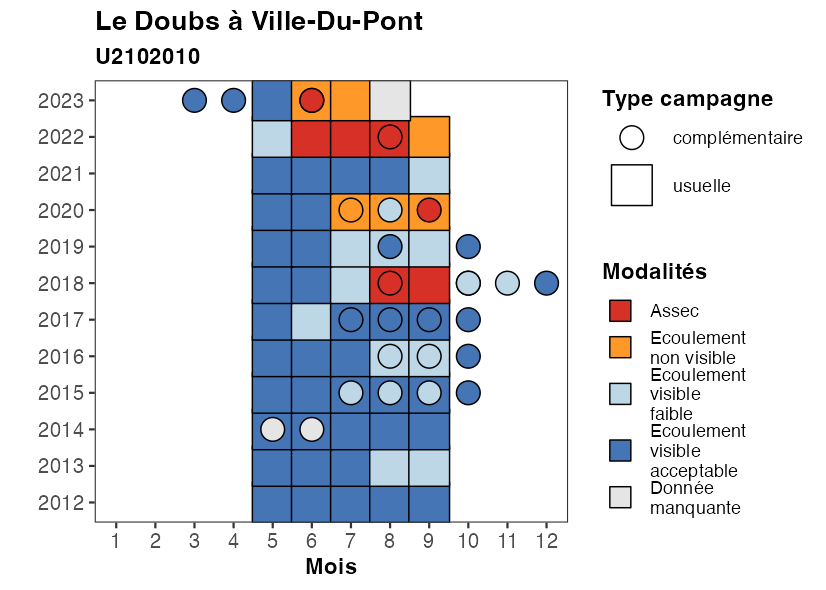 Le Doubs à Ville-Du-Pont
U2102010
2023
2022
2021
2020
2019
2018
2017
2016
2015
2014
2013
2012
1 2 3 4 5 6 7 8 9 10 11 12
Mois
Type campagne
complémentaire
usuelle
Modalités
Assec
Ecoulement
non visible
Ecoulement
visible
faible
Ecoulement
visible
acceptable
Donnée
manquante